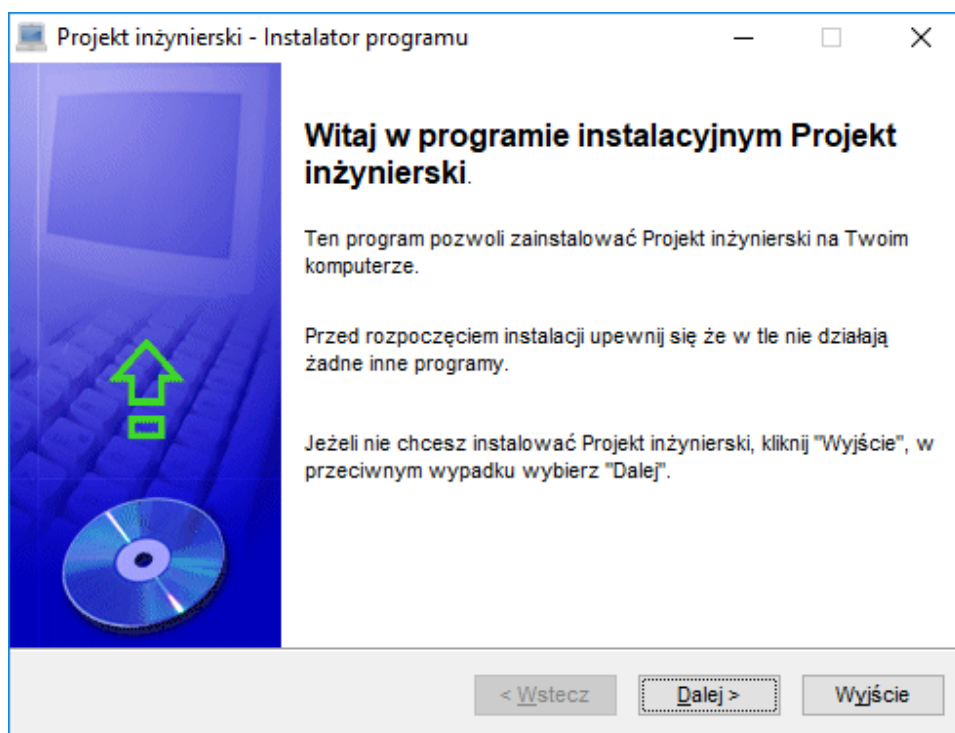 Projekt inżynierski - Instalator programu
Witaj w programie instalacyjnym Projekt
inżynierski.
Ten program pozwoli zainstalować Projekt inżynierski na Twoim
komputerze.
Przed rozpoczęciem instalacji upewnij się że w tle nie działają
żadne inne programy.
Jeżeli nie chcesz instalować Projekt inżynierski, kliknij "Wyjście", w
przeciwnym wypadku wybierz "Dalej".
< Wstecz
Dalej >
Wyjście